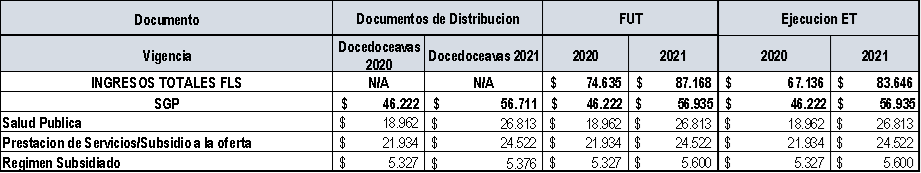 Documento Documentos de Distribucion FUT Ejecucion ET
Vigencia Docedoceavas 2020 Docedoceavas 2021 2020 2021 2020 2021
INGRESOS TOTALES FLS N/A N/A $ 74.635 $ 87.168 $ 67.136 $ 83.646
SGP $ 46.222 $ 56.711 $ 46.222 $ 56.935 $ 46.222 $ 56.935
Salud Publica $ 18.962 $ 26.813 $ 18.962 $ 26.813 $ 18.962 $ 26.813
Prestacion de Servicios/Subsidio a la oferta $ 21.934 $ 24.522 $ 21.934 $ 24.522 $ 21.934 $ 24.522
Regimen Subsidiado $ 5.327 $ 5.376 $ 5.327 $ 5.600 $ 5.327 $ 5.600